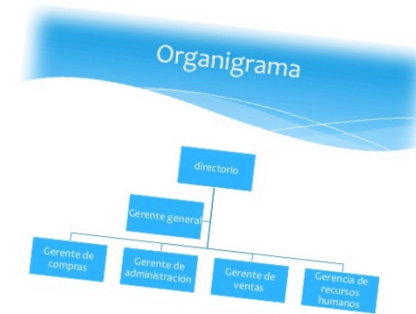 Organigrama
directorio
Gerente general
Gerente de
compras
Gerente de
administración
Gerente de
ventas
Gerencia de
recursos
humanos